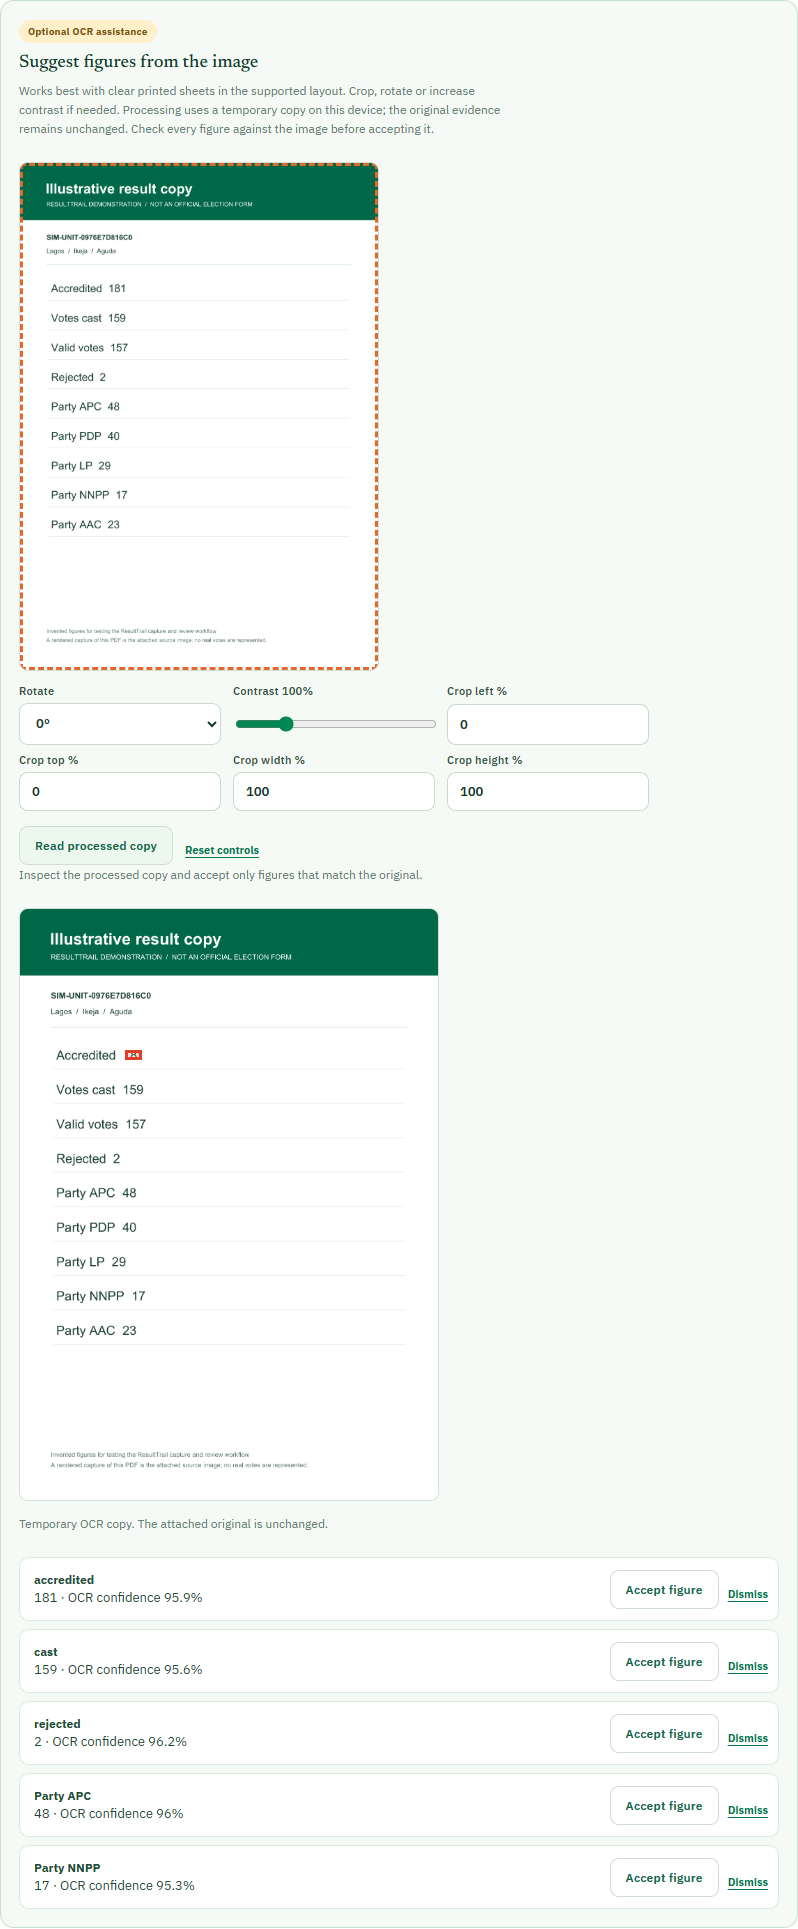 Optional OCR assistance
Suggest figures from the image
Works best with clear printed sheets in the supported layout. Crop, rotate or increase
contrast if needed. Processing uses a temporary copy on this device; the original evidence
remains unchanged. Check every figure against the image before accepting it.
Illustrative result copy
RESULTTRAIL DEMONSTRATION / NOT AN OFFICIAL ELECTION FORM
SIM-UNIT-0976E7D816C0
Lagos / Ikeja / Aguda
Accredited 181
Votes cast 159
Valid votes 157
Rejected 2
Party APC 48
Party PDP 40
Party LP 29
Party NNPP 17
Party AAC 23
Invented figures for testing the ResultTrail capture and review workflow
A rendered capture of this PDF is the attached source image; no real votes are represented.
Rotate
0°
Contrast 100%
Crop left %
0
Crop top %
0
Crop width %
100
Crop height %
100
Read processed copy
Reset controls
Inspect the processed copy and accept only figures that match the original.
Illustrative result copy
RESULTTRAIL DEMONSTRATION / NOT AN OFFICIAL ELECTION FORM
SIM-UNIT-0976E7D816C0
Lagos / Ikeja / Aguda
Accredited
Votes cast 159
Valid votes 157
Rejected 2
Party APC 48
Party PDP 40
Party LP 29
Party NNPP 17
Party AAC 23
Invented figures for testing the ResultTrail capture and review workflow
A rendered capture of this PDF is the attached source image; no real votes are represented.
Temporary OCR copy. The attached original is unchanged.
accredited
181 · OCR confidence 95.9%
Accept figure
Dismiss
cast
159 · OCR confidence 95.6%
Accept figure
Dismiss
rejected
2 · OCR confidence 96.2%
Accept figure
Dismiss
Party APC
48 · OCR confidence 96%
Accept figure
Dismiss
Party NNPP
17 · OCR confidence 95.3%
Accept figure
Dismiss